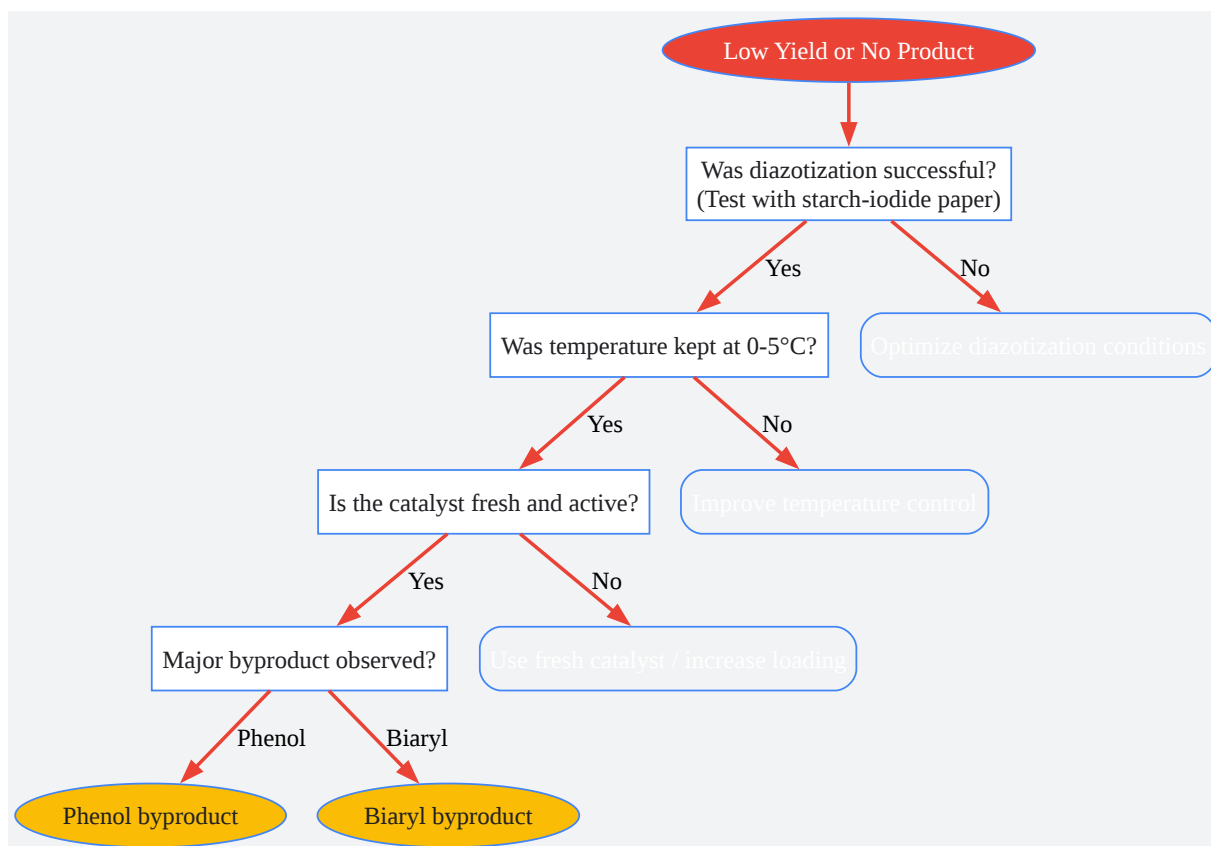 Low Yield or No Product
Was diazotization successful?
(Test with starch-iodide paper)
Yes
No
Was temperature kept at 0-5°C?
Optimize diazotization conditions
Yes
No
Is the catalyst fresh and active?
Improve temperature control
Yes
No
Major byproduct observed?
Use fresh catalyst / increase loading
Phenol
Biaryl
Phenol byproduct
Biaryl byproduct